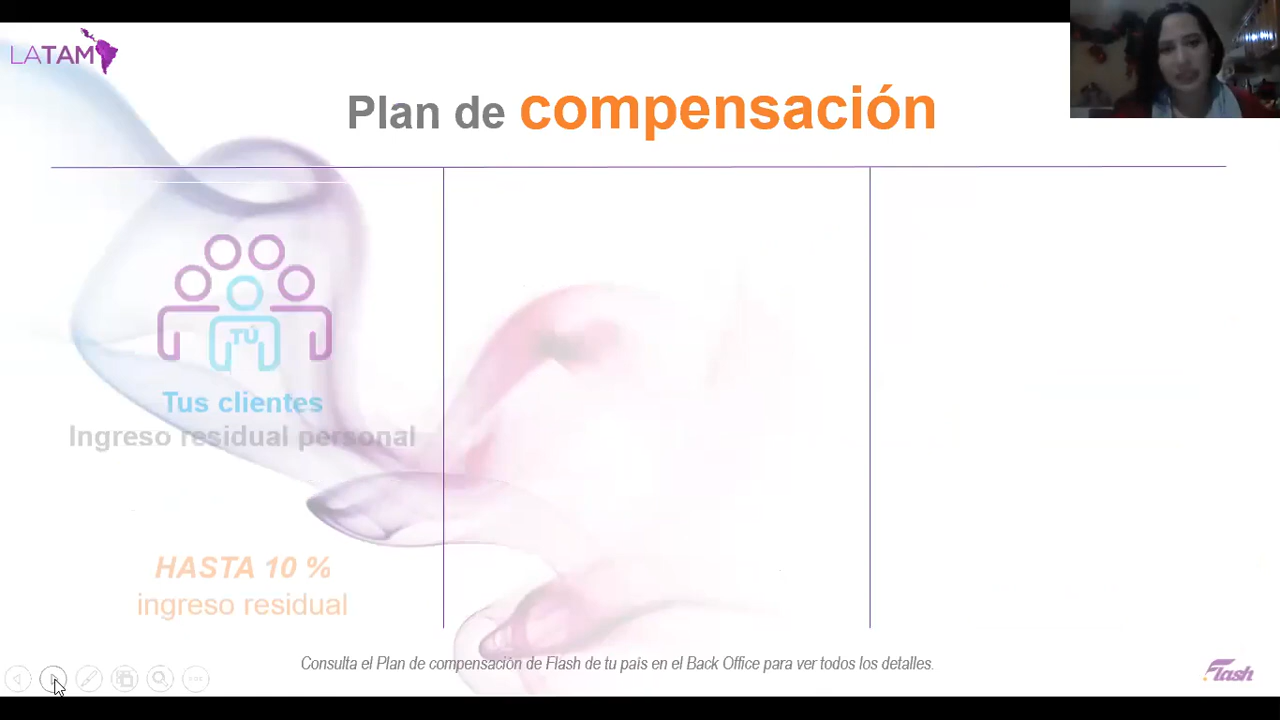 LATAM
Plan de compensación
TÚ
Tus clientes
Ingreso residual personal
HASTA 10 %
ingreso residual
Consulta el Plan de compensación de Flash de tu país en el Back Office para ver todos los detalles.
Flash